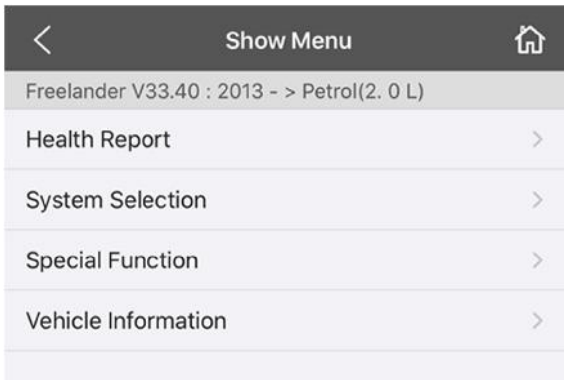 Show Menu
Freelander V33.40 : 2013 - > Petrol(2. 0 L)
Health Report
System Selection
Special Function
Vehicle Information